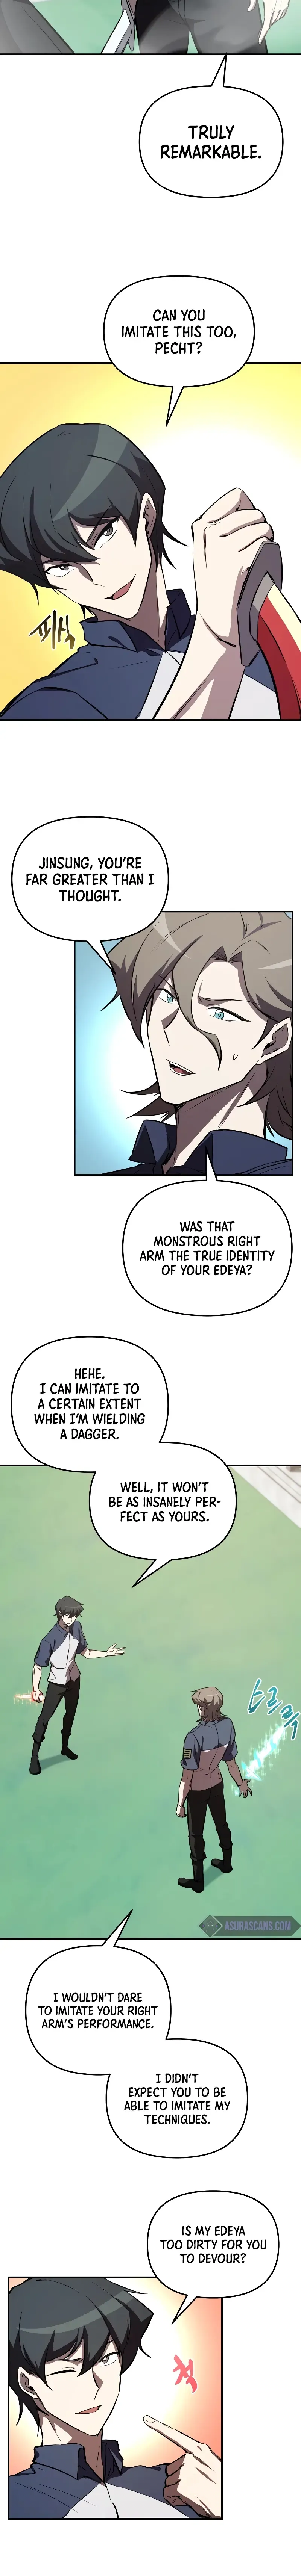 TRULY
REMARKABLE.
CAN YOU
IMITATE THIS TOO,
PECHT?
JINSUNG, YOU'RE
FAR GREATER THAN I
THOUGHT.
WAS THAT
MONSTROUS RIGHT
ARM THE TRUE IDENTITY
OF YOUR EDEYA?
HEHE.
I CAN IMITATE TO
A CERTAIN EXTENT
WHEN I'M WIELDING
A DAGGER.
WELL, IT WON'T
BE AS INSANELY PER-
FECT AS YOURS.
스르륵
ASURASCANS.COM
I WOULDN'T DARE
TO IMITATE YOUR RIGHT
ARM'S PERFORMANCE.
I DIDN'T
EXPECT YOU TO BE
ABLE TO IMITATE MY
TECHNIQUES.
IS MY EDEYA
TOO DIRTY FOR YOU
TO DEVOUR?